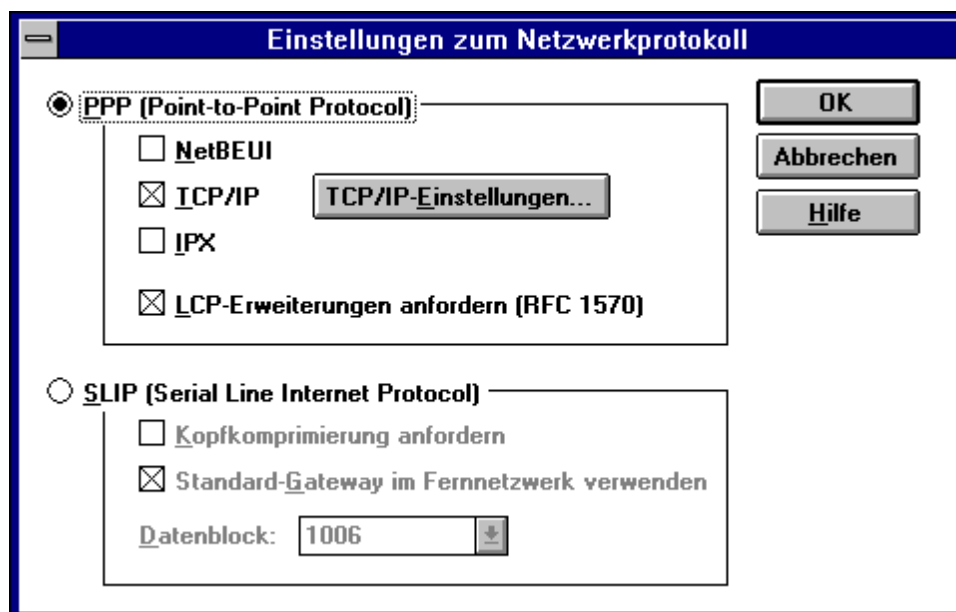 Einstellungen zum Netzwerkprotokoll
PPP (Point-to-Point Protocol)
NetBEUI
TCP/IP
TCP/IP-Einstellungen...
IPX
LCP-Erweiterungen anfordern (RFC 1570)
OK
Abbrechen
Hilfe
SLIP (Serial Line Internet Protocol)
Kopfkomprimierung anfordern
Standard-Gateway im Fernnetzwerk verwenden
Datenblock: 1006